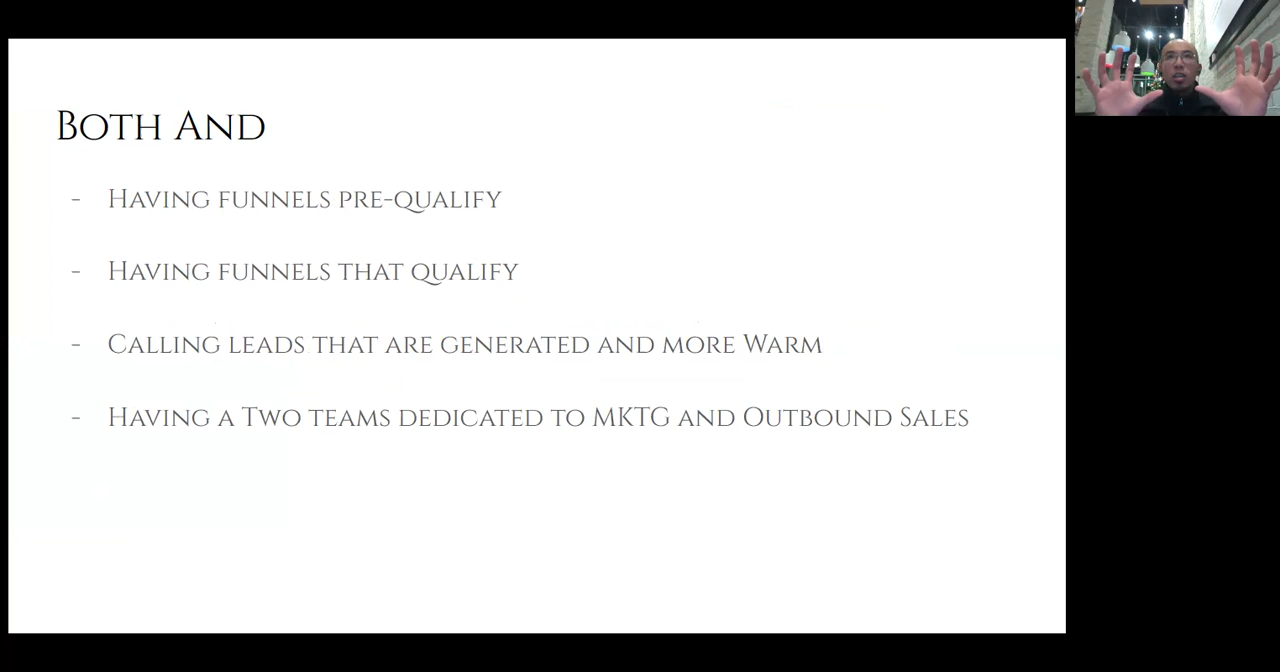 Both And
- Having funnels pre-qualify
- Having funnels that qualify
- Calling leads that are generated and more Warm
- Having a Two teams dedicated to MKTG and Outbound Sales